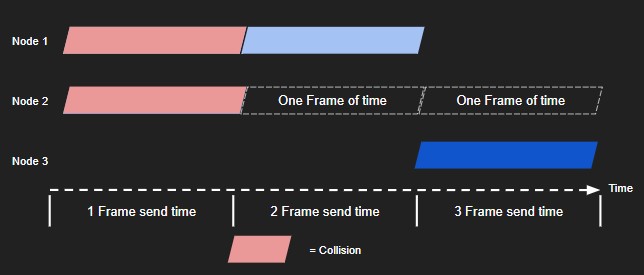 Node 1
Node 2
One Frame of time
One Frame of time
Node 3
Time
1 Frame send time
2 Frame send time
3 Frame send time
= Collision